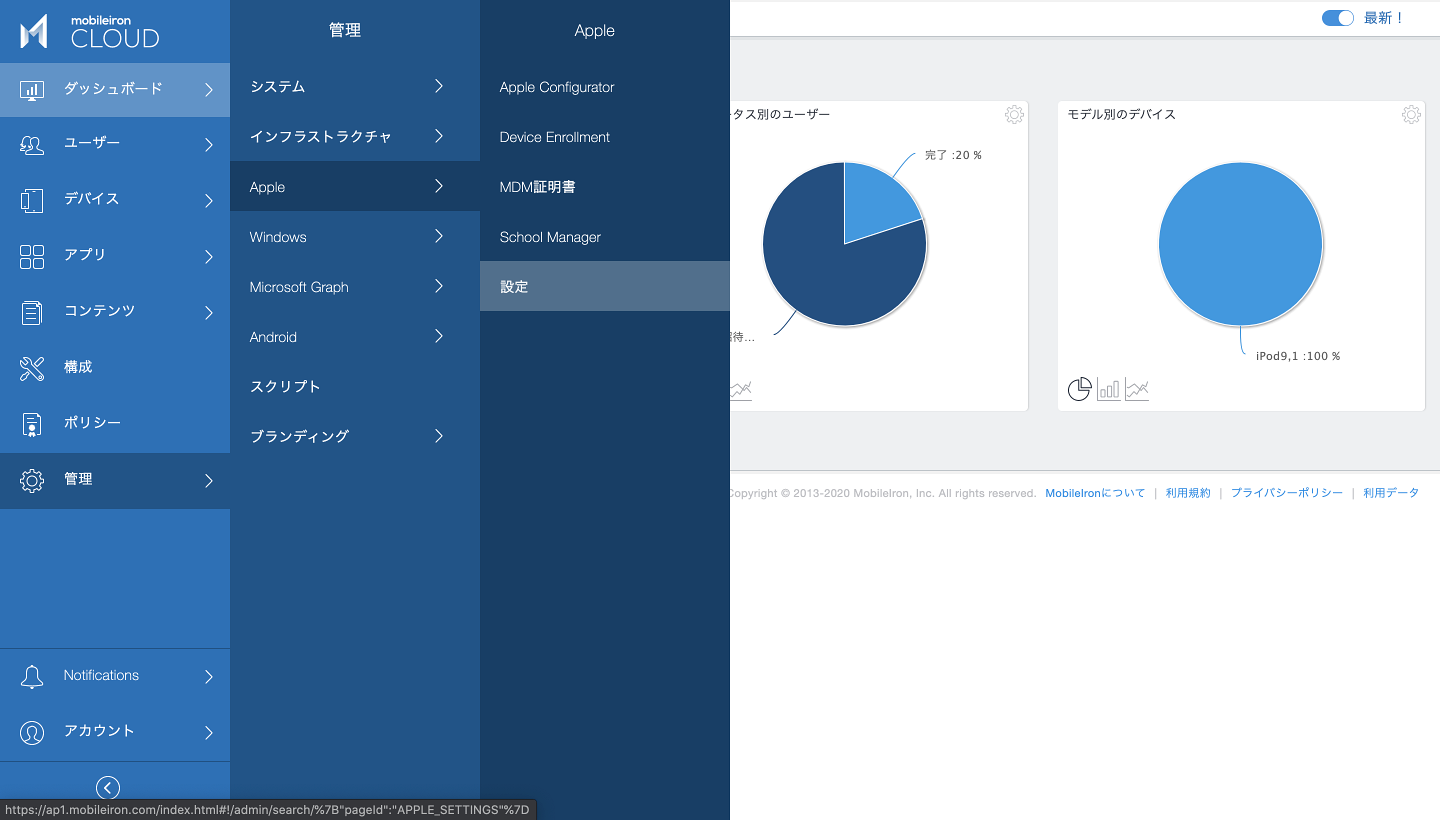 mobileiron
CLOUD
ダッシュボード
ユーザー
デバイス
アプリ
コンテンツ
構成
ポリシー
管理
Notifications
アカウント
管理
システム
インフラストラクチャ
Apple
Windows
Microsoft Graph
Android
スクリプト
ブランディング
Apple
Apple Configurator
Device Enrollment
MDM証明書
School Manager
設定
最新！
タス別のユーザー
完了 :20 %
待...
モデル別のデバイス
iPod9,1 :100 %
Copyright © 2013-2020 MobileIron, Inc. All rights reserved. MobileIronについて | 利用規約 | プライバシーポリシー | 利用データ
https://ap1.mobileiron.com/index.html#!/admin/search/%7B"pageId":"APPLE_SETTINGS"%7D